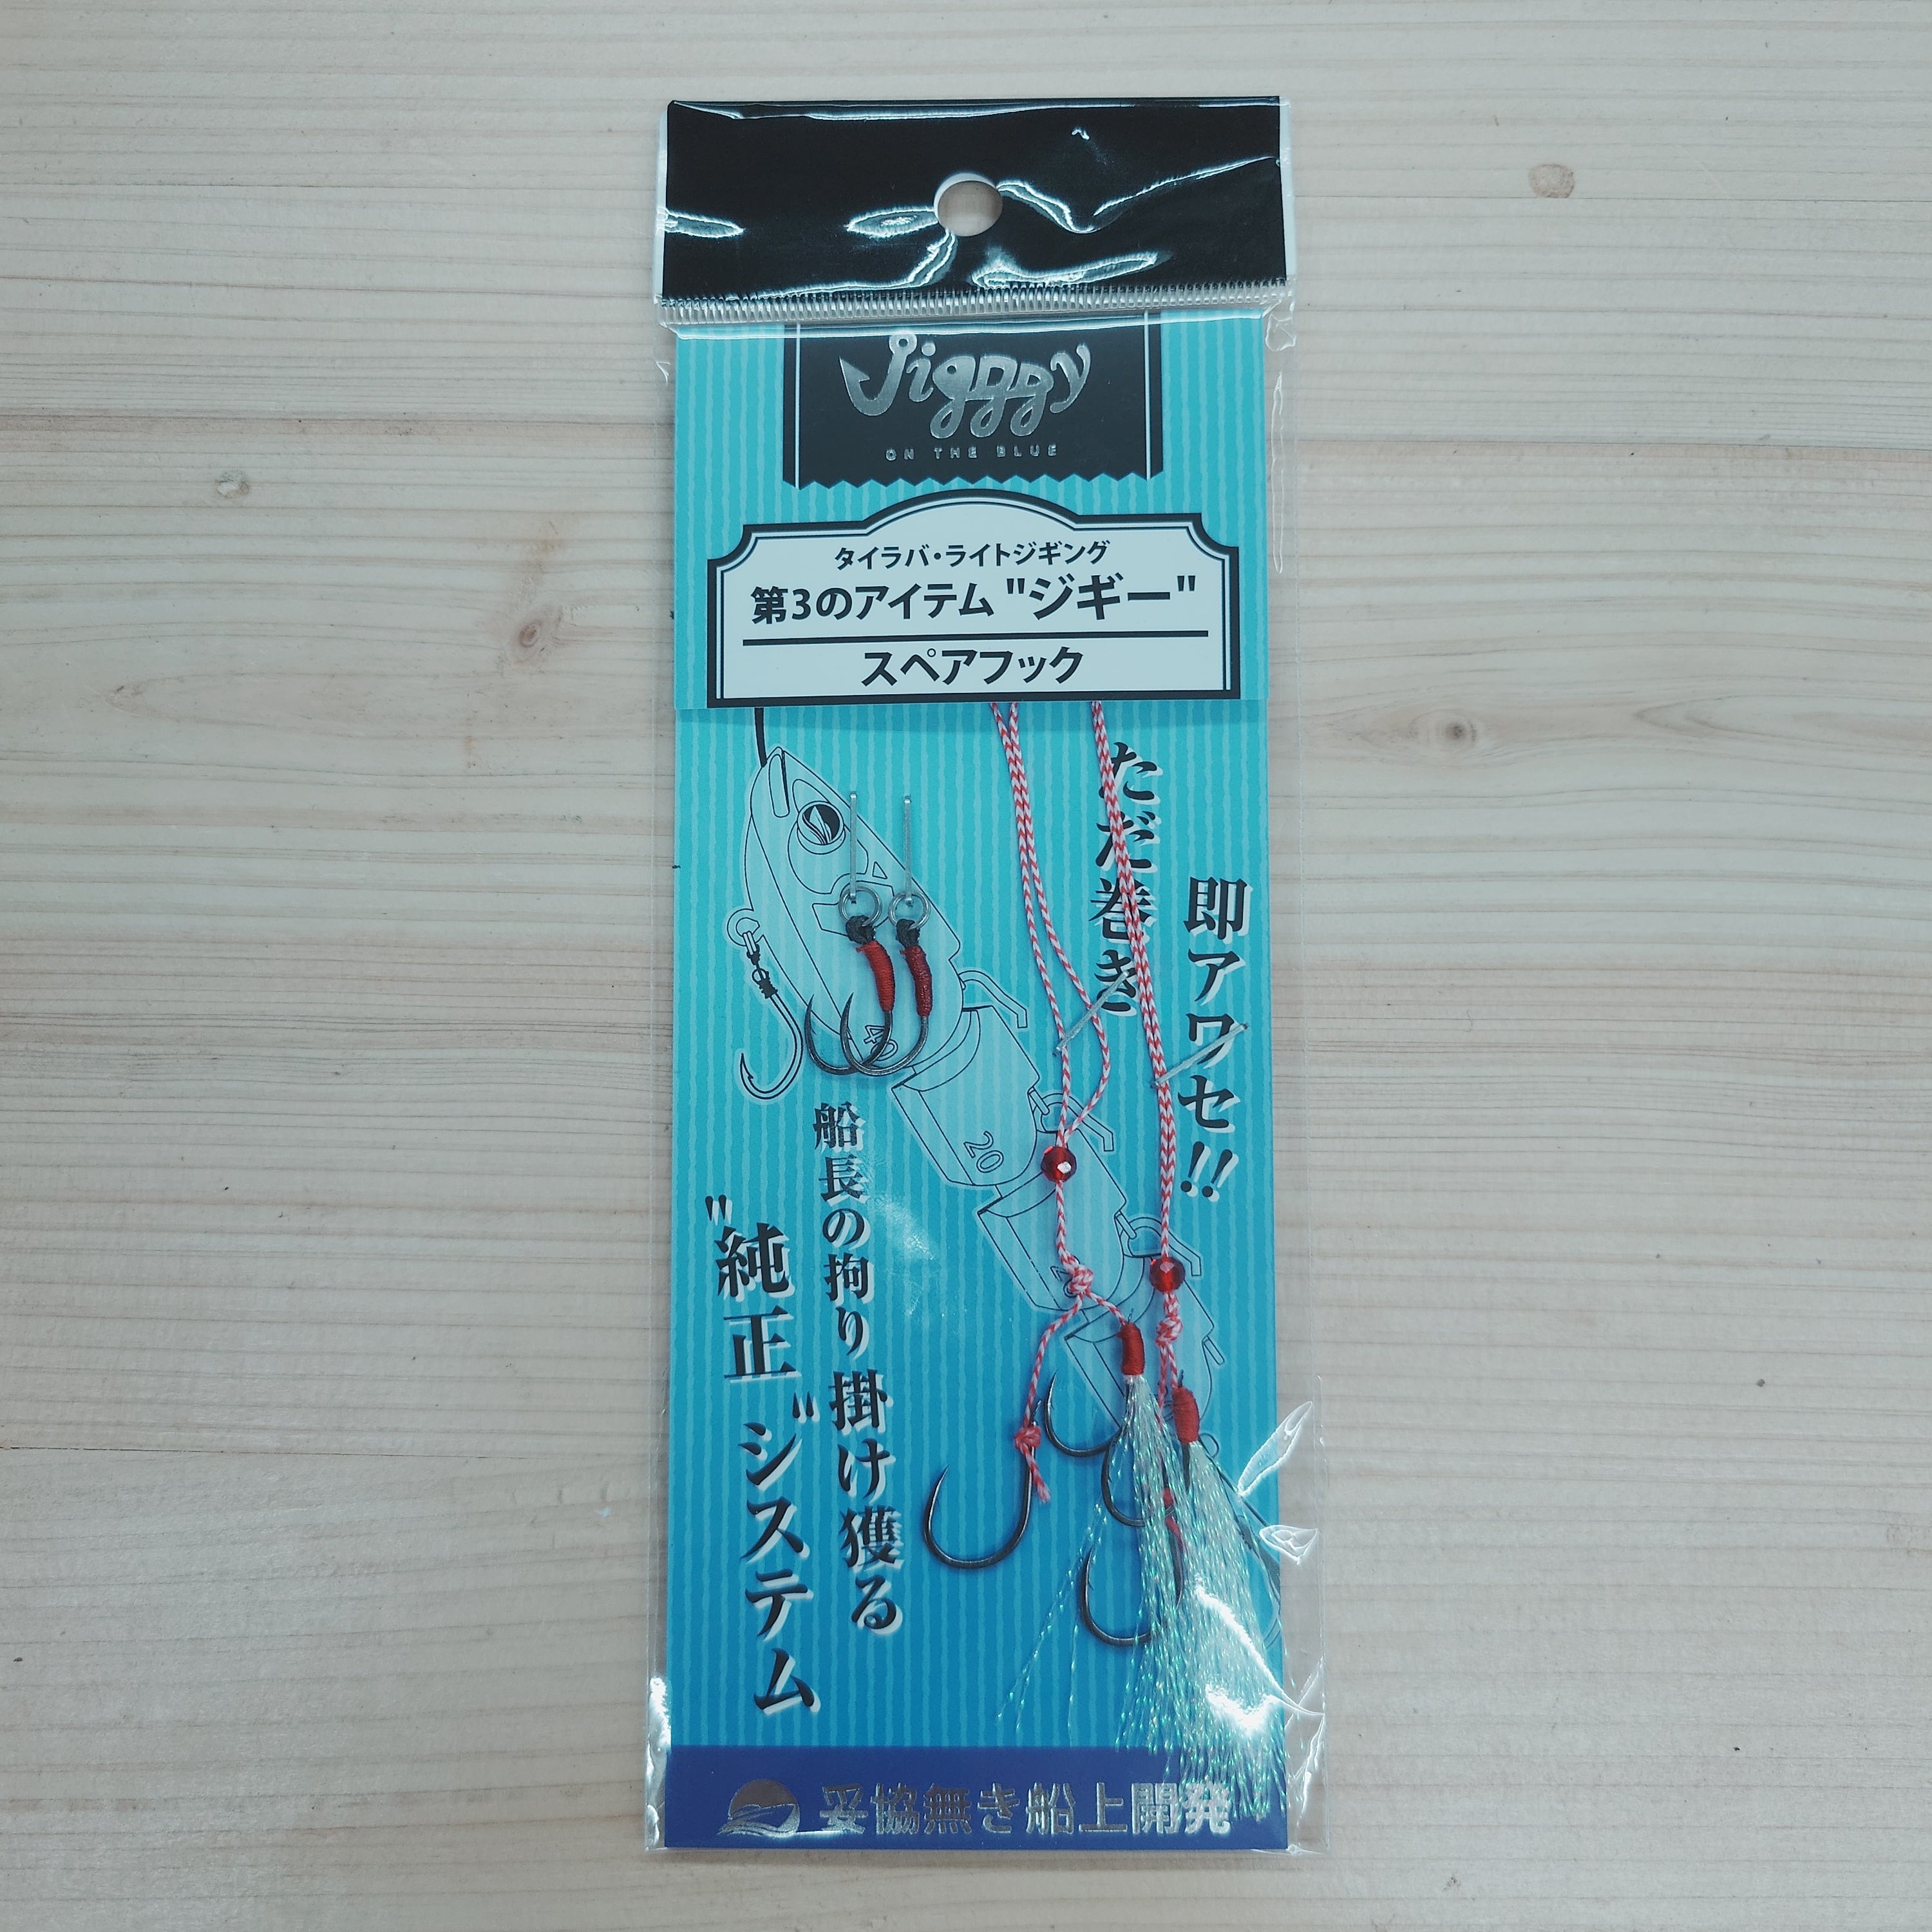 Jigggy
ON THE BLUE
タイラバ・ライトジギング
第3のアイテム "ジギー"
スペアフック
ただ巻き
即アワセ!!
40
20
船長の拘り 掛け獲る
"純正"システム
妥協無き船上開発